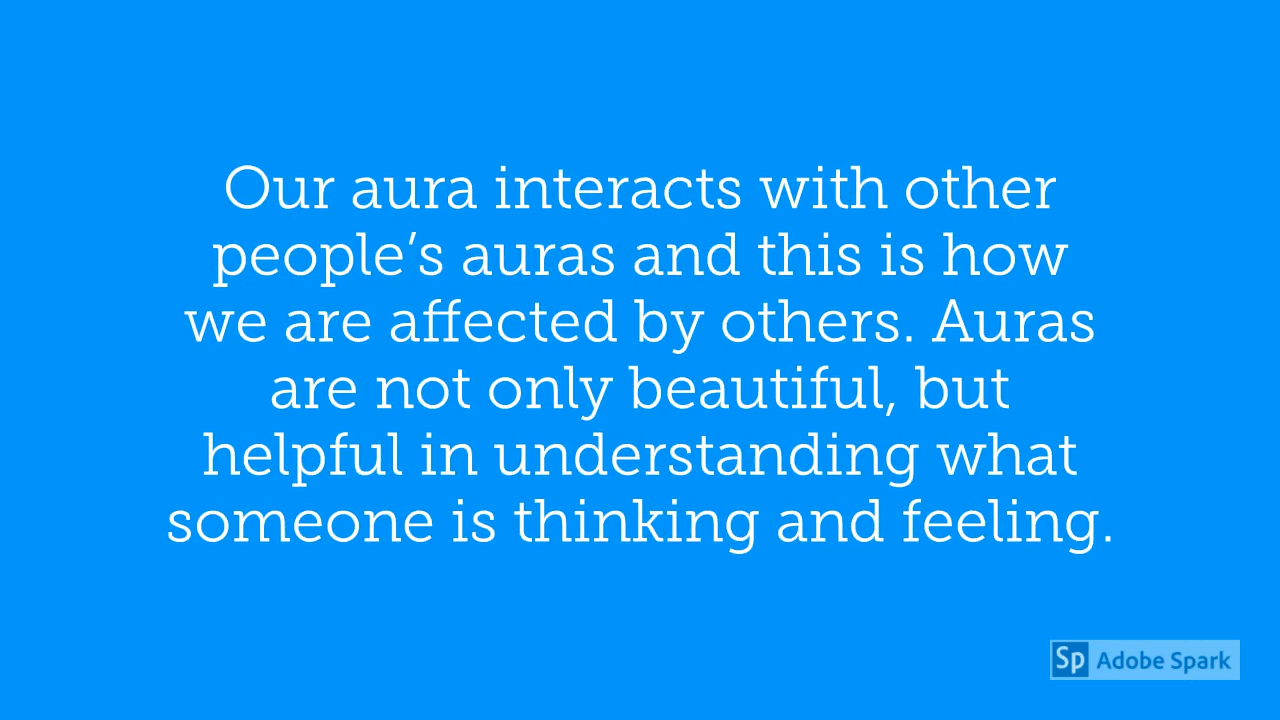 Our aura interacts with other
people’s auras and this is how
we are affected by others. Auras
are not only beautiful, but
helpful in understanding what
someone is thinking and feeling.
Sp Adobe Spark